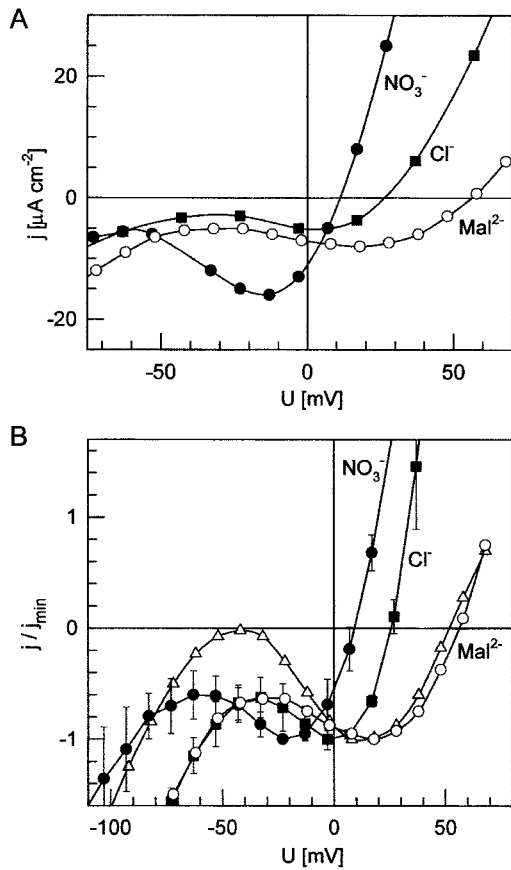 A
20
NO₃⁻
Cl⁻
0
Mal²⁻
-20
j [µA cm⁻²]
-50
0
50
U [mV]
B
1
NO₃⁻
Cl⁻
0
Mal²⁻
-1
j / jₘᵢₙ
-100
-50
0
50
U [mV]